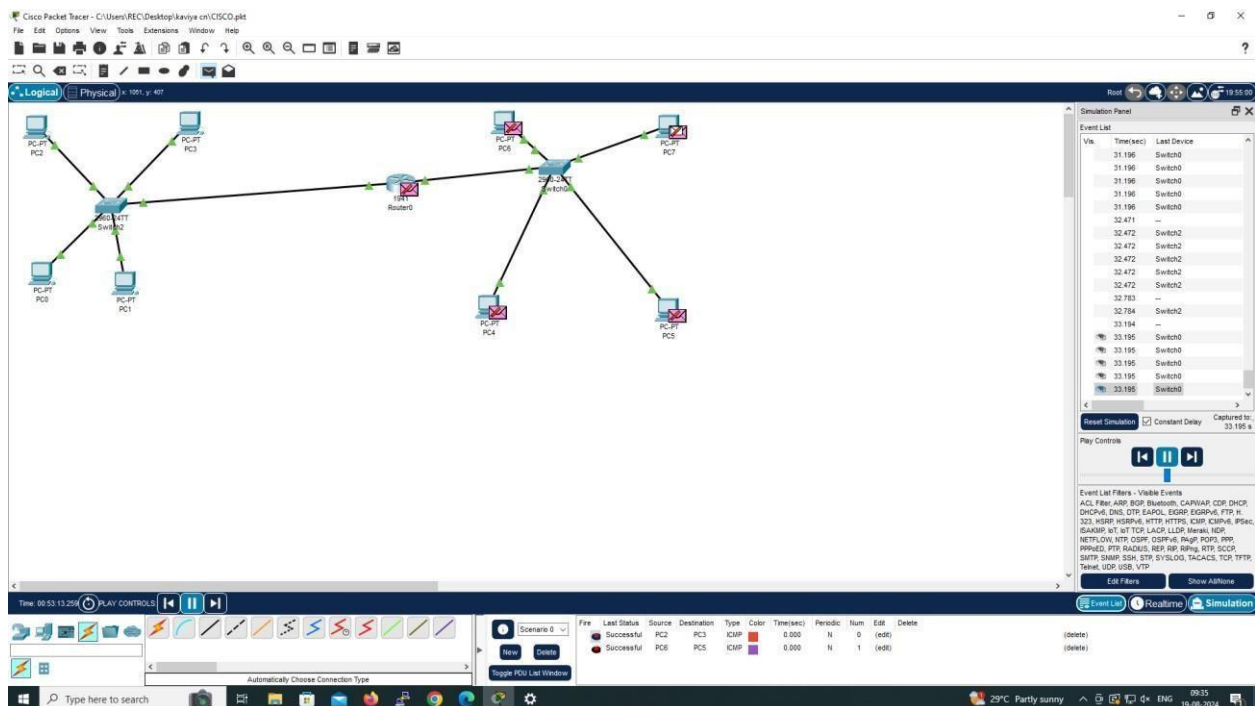 Cisco Packet Tracer - C:\Users\REC\Desktop\kaviya cn\CISCO.pkt
File Edit Options View Tools Extensions Window Help
?
Logical Physical x: 1051, y: 407
Root 19:55:00
PC-PT
PC2
PC-PT
PC3
2960-24TT
Switch2
PC-PT
PC0
PC-PT
PC1
1941
Router0
PC-PT
PC6
PC-PT
PC7
2960-24TT
Switch0
PC-PT
PC4
PC-PT
PC5
Simulation Panel
Event List
Vis. Time(sec) Last Device
31.196 Switch0
31.196 Switch0
31.196 Switch0
31.196 Switch0
31.196 Switch0
32.471 --
32.472 Switch2
32.472 Switch2
32.472 Switch2
32.472 Switch2
32.472 Switch2
32.783 --
32.784 Switch2
33.194 --
33.195 Switch0
33.195 Switch0
33.195 Switch0
33.195 Switch0
33.195 Switch0
Reset Simulation Constant Delay Captured to:
33.195 s
Play Controls
Event List Filters - Visible Events
ACL Filter, ARP, BGP, Bluetooth, CAPWAP, CDP, DHCP,
DHCPv6, DNS, DTP, EAPOL, EIGRP, EIGRPv6, FTP, H.
323, HSRP, HSRPv6, HTTP, HTTPS, ICMP, ICMPv6, IPSec,
ISAKMP, IoT, IoT TCP, LACP, LLDP, Meraki, NDP,
NETFLOW, NTP, OSPF, OSPFv6, PAgP, POP3, PPP,
PPPoED, PTP, RADIUS, REP, RIP, RIPng, RTP, SCCP,
SMTP, SNMP, SSH, STP, SYSLOG, TACACS, TCP, TFTP,
Telnet, UDP, USB, VTP
Edit Filters Show All/None
Time: 00:53:13.259 PLAY CONTROLS:
Event List Realtime Simulation
Scenario 0
New Delete
Toggle PDU List Window
Fire Last Status Source Destination Type Color Time(sec) Periodic Num Edit Delete
Successful PC2 PC3 ICMP 0.000 N 0 (edit) (delete)
Successful PC6 PC5 ICMP 0.000 N 1 (edit) (delete)
Automatically Choose Connection Type
Type here to search
29°C Partly sunny ENG 09:35
19-08-2024